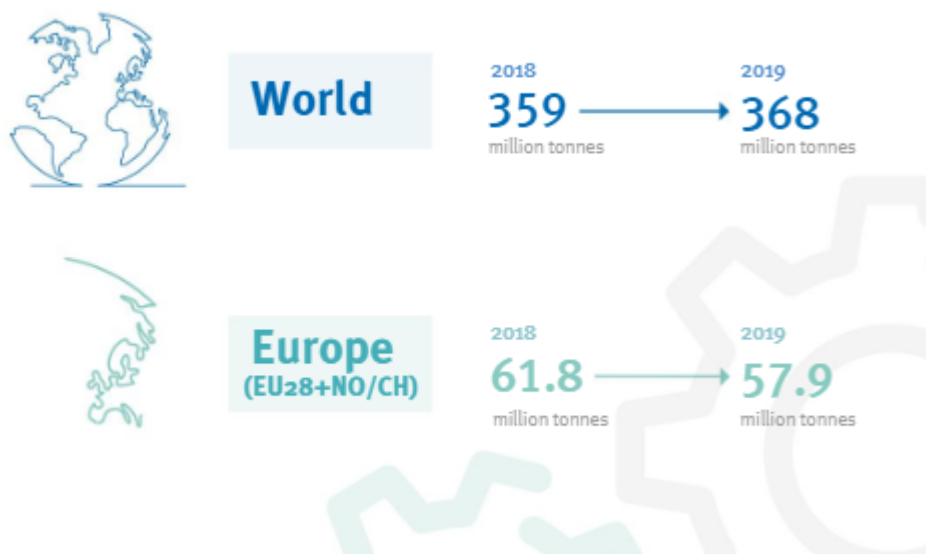 World
2018
359
million tonnes
2019
368
million tonnes
Europe
(EU28+NO/CH)
2018
61.8
million tonnes
2019
57.9
million tonnes